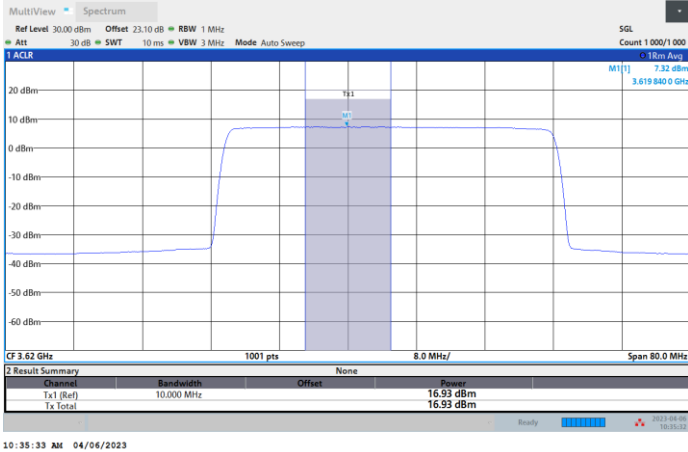 MultiView Spectrum
Ref Level 30.00 dBm Offset 23.10 dB RBW 1 MHz SGL
Att 30 dB SWT 10 ms VBW 3 MHz Mode Auto Sweep Count 1 000/1 000
1 ACLR 1Rm Avg
M1[1] 7.32 dBm
3.619 840 0 GHz
Tx1
20 dBm
10 dBm
M1
0 dBm
-10 dBm
-20 dBm
-30 dBm
-40 dBm
-50 dBm
-60 dBm
CF 3.62 GHz 1001 pts 8.0 MHz/ Span 80.0 MHz
2 Result Summary None
Channel Bandwidth Offset Power
Tx1 (Ref) 10.000 MHz 16.93 dBm
Tx Total 16.93 dBm
Ready 10:35:32
10:35:33 AM 04/06/2023